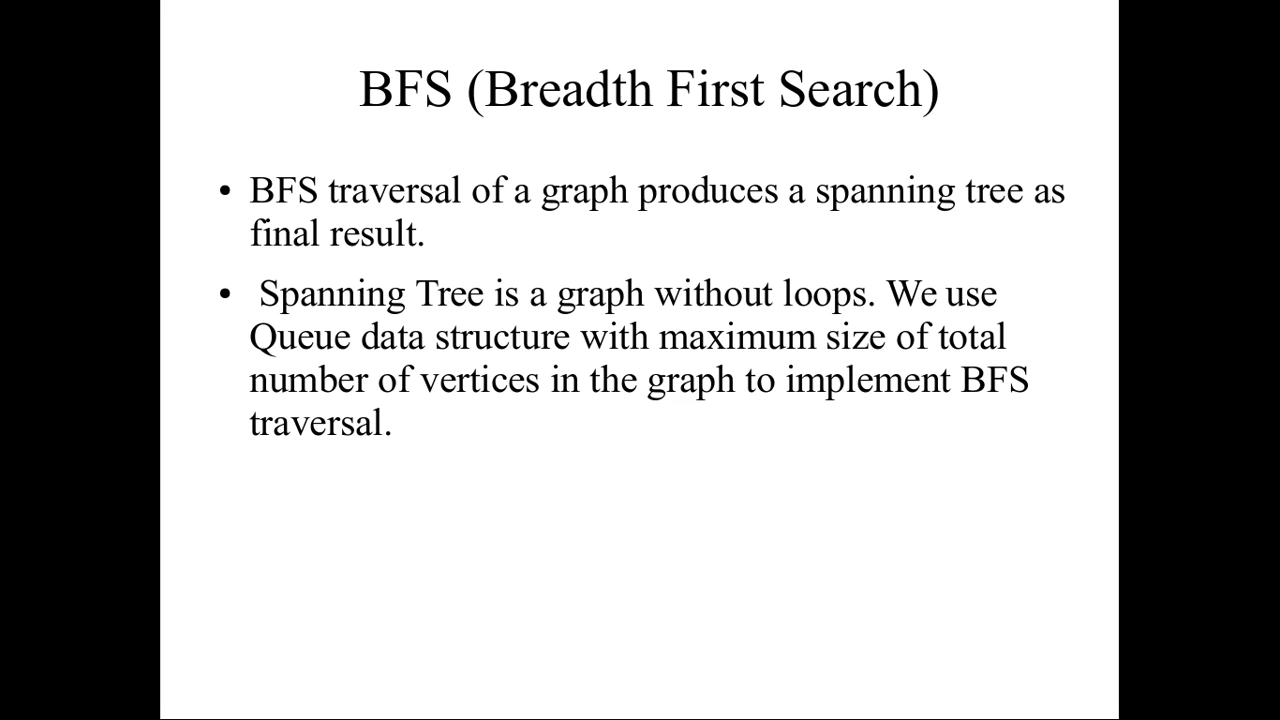 BFS (Breadth First Search)
• BFS traversal of a graph produces a spanning tree as
final result.
• Spanning Tree is a graph without loops. We use
Queue data structure with maximum size of total
number of vertices in the graph to implement BFS
traversal.